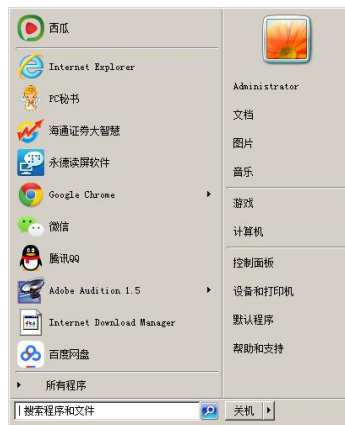 西瓜
Internet Explorer
PC秘书
海通证券大智慧
永德读屏软件
Google Chrome
微信
腾讯QQ
Adobe Audition 1.5
Internet Download Manager
百度网盘
所有程序
搜索程序和文件
Administrator
文档
图片
音乐
游戏
计算机
控制面板
设备和打印机
默认程序
帮助和支持
关机